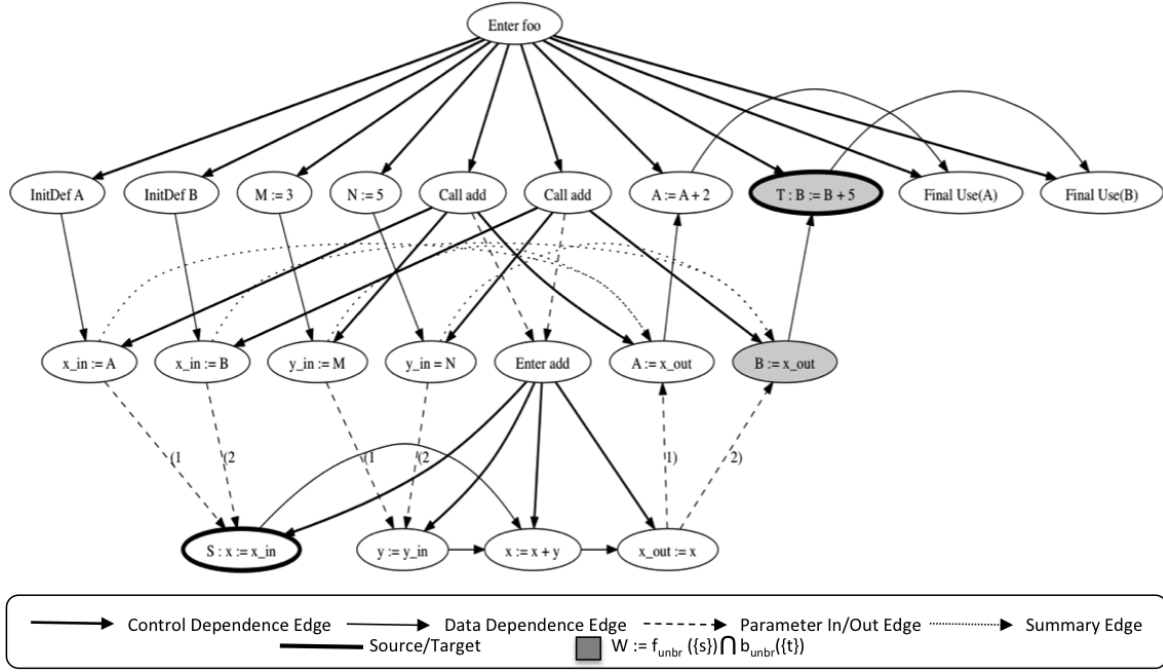 Enter foo
InitDef A
InitDef B
M := 3
N := 5
Call add
Call add
A := A + 2
T : B := B + 5
Final Use(A)
Final Use(B)
x_in := A
x_in := B
y_in := M
y_in = N
Enter add
A := x_out
B := x_out
(1
(2
(1
(2
1)
2)
S : x := x_in
y := y_in
x := x + y
x_out := x
Control Dependence Edge
Data Dependence Edge
Parameter In/Out Edge
Summary Edge
Source/Target
W := f_unbr ({s}) ⋂ b_unbr({t})